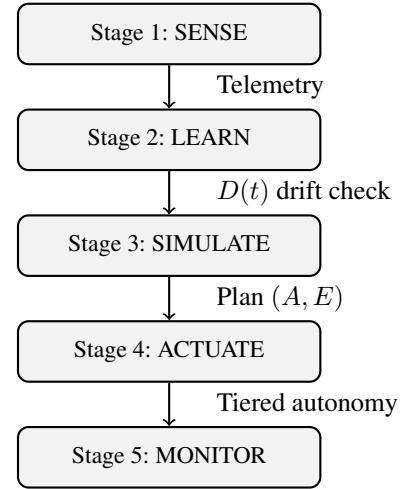 Stage 1: SENSE
Telemetry
Stage 2: LEARN
D(t) drift check
Stage 3: SIMULATE
Plan (A, E)
Stage 4: ACTUATE
Tiered autonomy
Stage 5: MONITOR